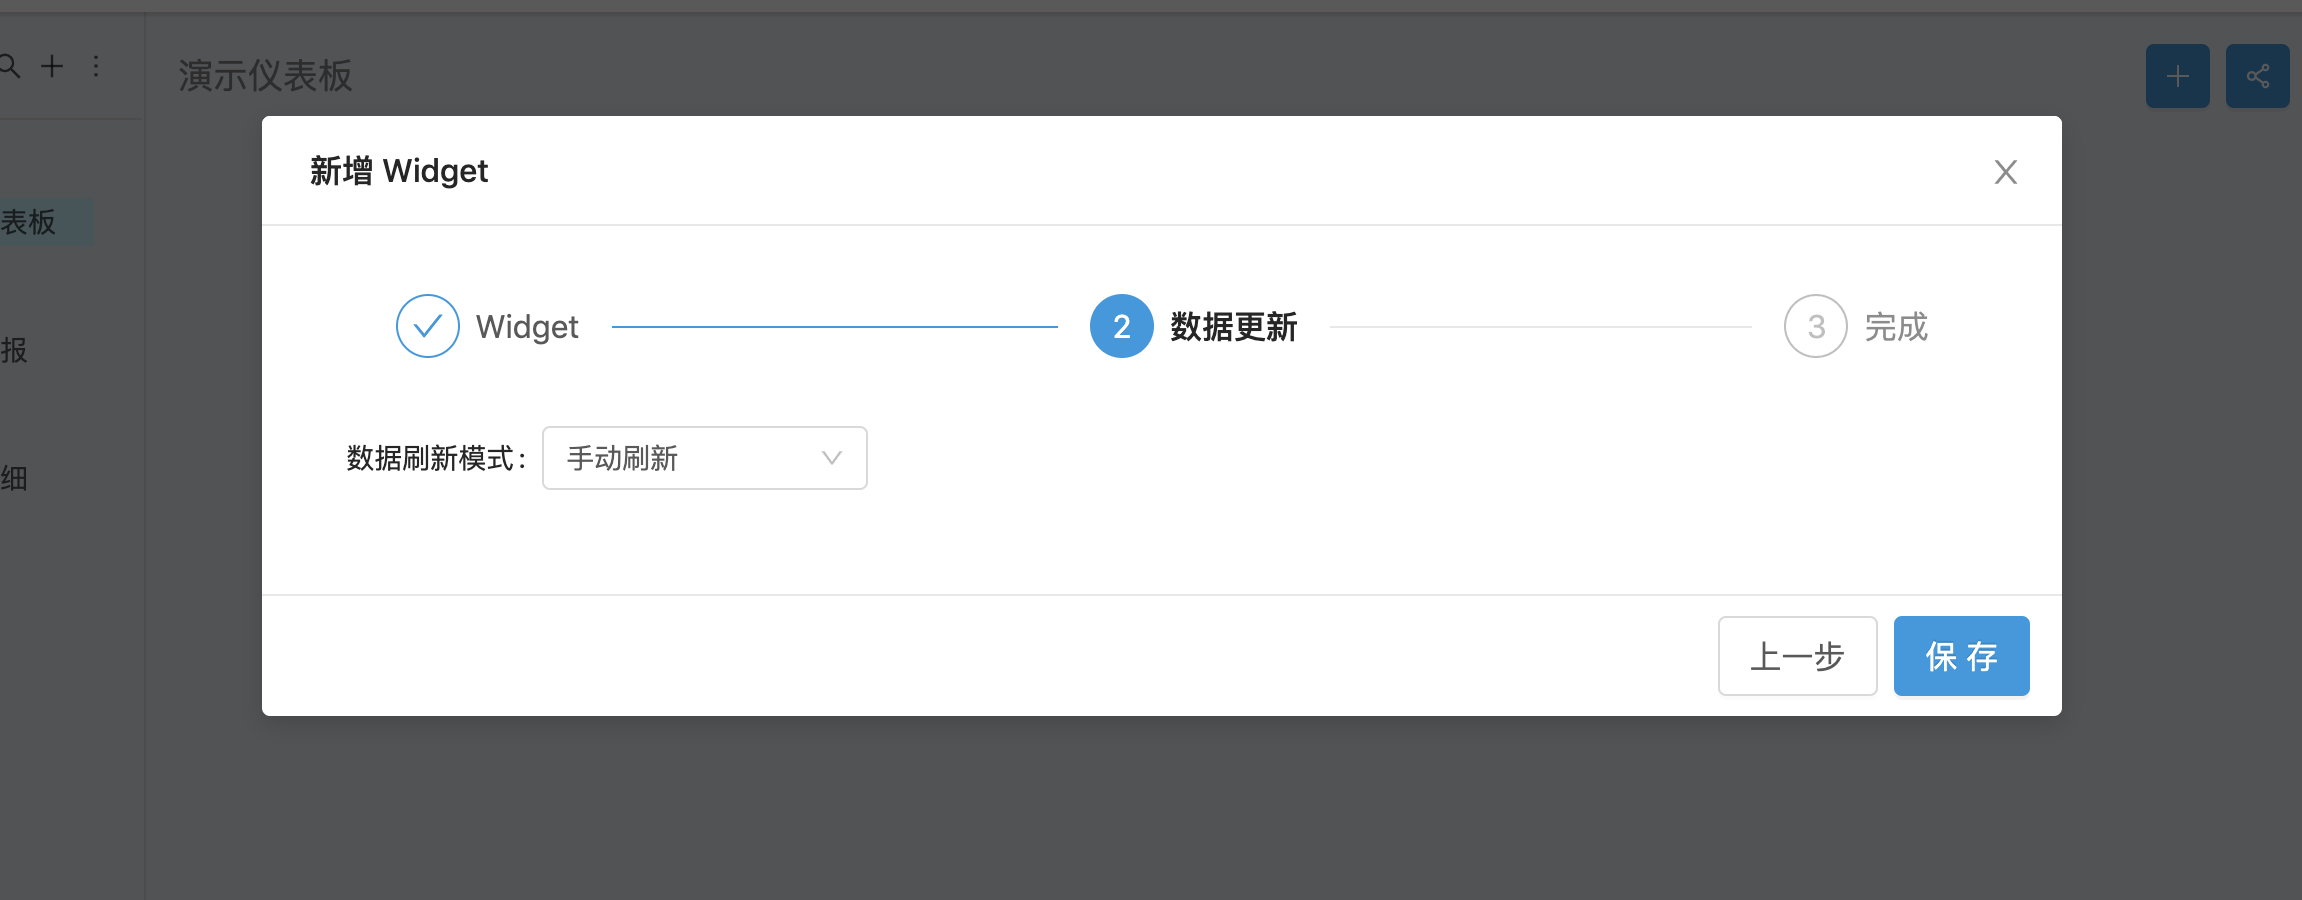 演示仪表板
表板
报
细
新增 Widget
Widget
2 数据更新
3 完成
数据刷新模式: 手动刷新
上一步
保存